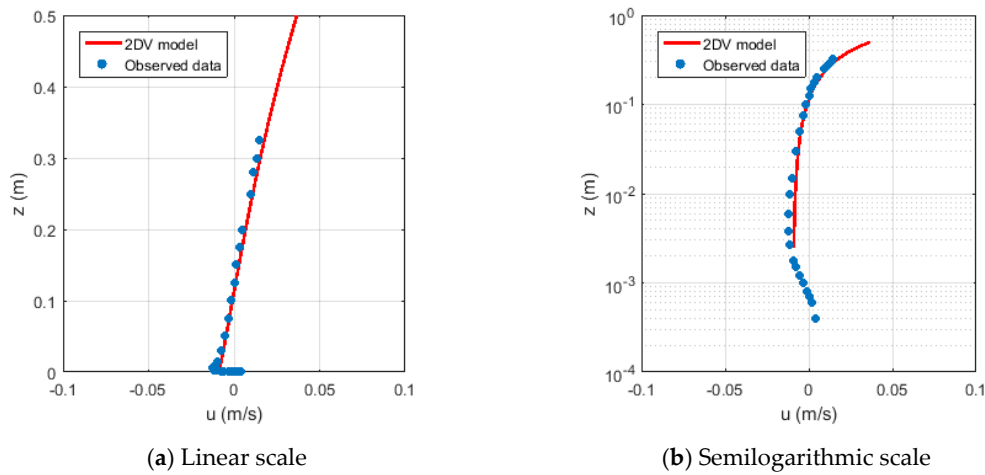 0.5
0.4
0.3
0.2
0.1
0
z (m)
2DV model
Observed data
-0.1 -0.05 0 0.05 0.1
u (m/s)
(a) Linear scale
10^0
10^-1
10^-2
10^-3
10^-4
z (m)
2DV model
Observed data
-0.1 -0.05 0 0.05 0.1
u (m/s)
(b) Semilogarithmic scale